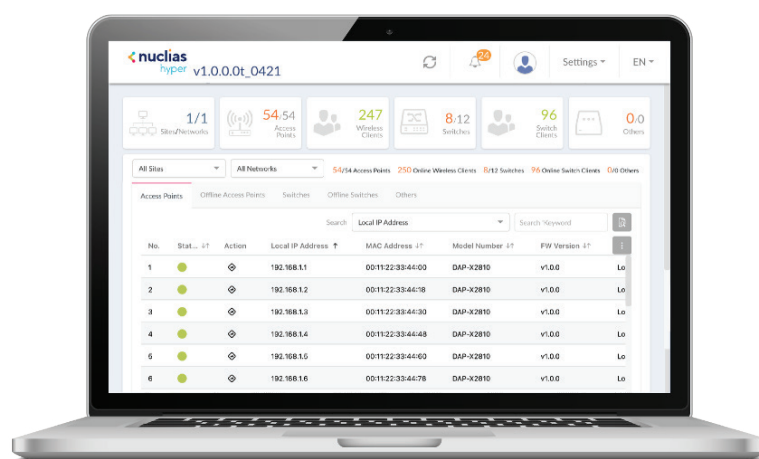 nuclias
hyper v1.0.0.0t_0421
24
Settings
EN
1/1
Sites/Networks
54/54
Access
Points
247
Wireless
Clients
8/12
Switches
96
Switch
Clients
0/0
Others
All Sites
All Networks
54/54 Access Points 250 Online Wireless Clients 8/12 Switches 96 Online Switch Clients 0/0 Others
Access Points Offline Access Points Switches Offline Switches Others
Search Local IP Address Search Keyword
No. Stat... Action Local IP Address MAC Address Model Number FW Version
1 192.168.1.1 00:11:22:33:44:00 DAP-X2810 v1.0.0 Lo
2 192.168.1.2 00:11:22:33:44:18 DAP-X2810 v1.0.0 Lo
3 192.168.1.3 00:11:22:33:44:30 DAP-X2810 v1.0.0 Lo
4 192.168.1.4 00:11:22:33:44:48 DAP-X2810 v1.0.0 Lo
5 192.168.1.5 00:11:22:33:44:60 DAP-X2810 v1.0.0 Lo
6 192.168.1.6 00:11:22:33:44:78 DAP-X2810 v1.0.0 Lo